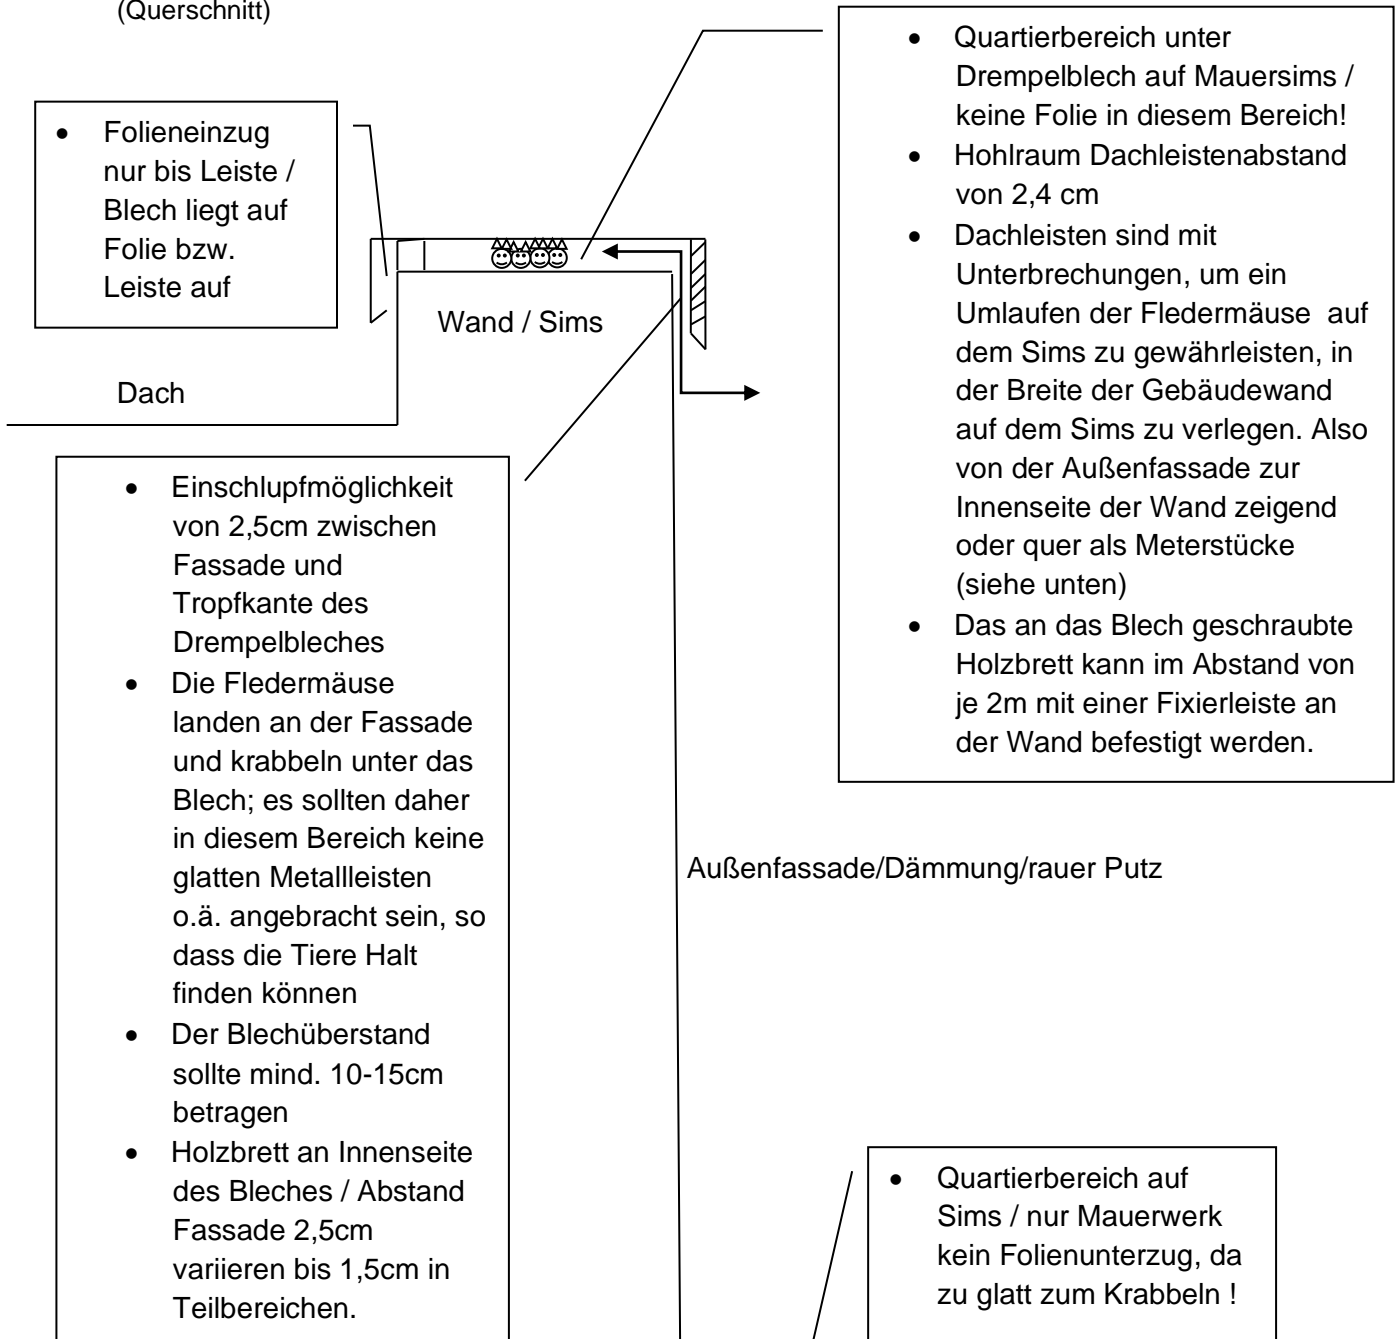 (Querschnitt)
• Folieneinzug
nur bis Leiste /
Blech liegt auf
Folie bzw.
Leiste auf
• Quartierbereich unter
Drempelblech auf Mauersims /
keine Folie in diesem Bereich!
• Hohlraum Dachleistenabstand
von 2,4 cm
• Dachleisten sind mit
Unterbrechungen, um ein
Umlaufen der Fledermäuse auf
dem Sims zu gewährleisten, in
der Breite der Gebäudewand
auf dem Sims zu verlegen. Also
von der Außenfassade zur
Innenseite der Wand zeigend
oder quer als Meterstücke
(siehe unten)
• Das an das Blech geschraubte
Holzbrett kann im Abstand von
je 2m mit einer Fixierleiste an
der Wand befestigt werden.
Wand / Sims
Dach
• Einschlupfmöglichkeit
von 2,5cm zwischen
Fassade und
Tropfkante des
Drempelbleches
• Die Fledermäuse
landen an der Fassade
und krabbeln unter das
Blech; es sollten daher
in diesem Bereich keine
glatten Metallleisten
o.ä. angebracht sein, so
dass die Tiere Halt
finden können
• Der Blechüberstand
sollte mind. 10-15cm
betragen
• Holzbrett an Innenseite
des Bleches / Abstand
Fassade 2,5cm
variieren bis 1,5cm in
Teilbereichen.
Außenfassade/Dämmung/rauer Putz
• Quartierbereich auf
Sims / nur Mauerwerk
kein Folienunterzug, da
zu glatt zum Krabbeln !